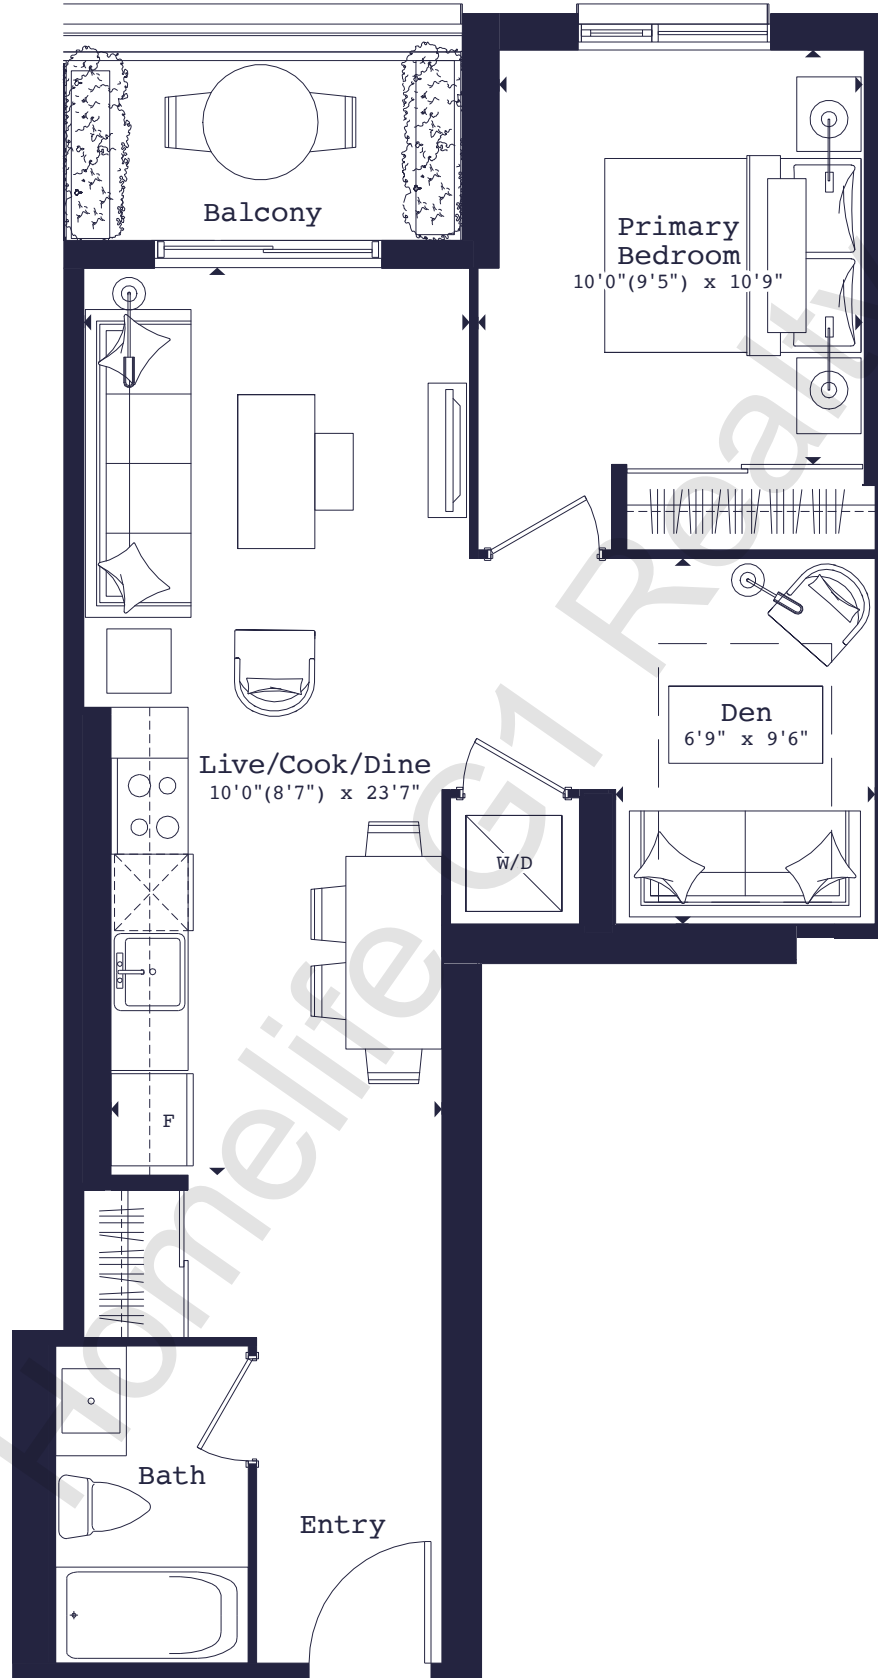 Balcony
Primary
Bedroom
10'0"(9'5") x 10'9"
Den
6'9" x 9'6"
Live/Cook/Dine
10'0"(8'7") x 23'7"
W/D
F
Bath
Entry
Homelife G1 Realty